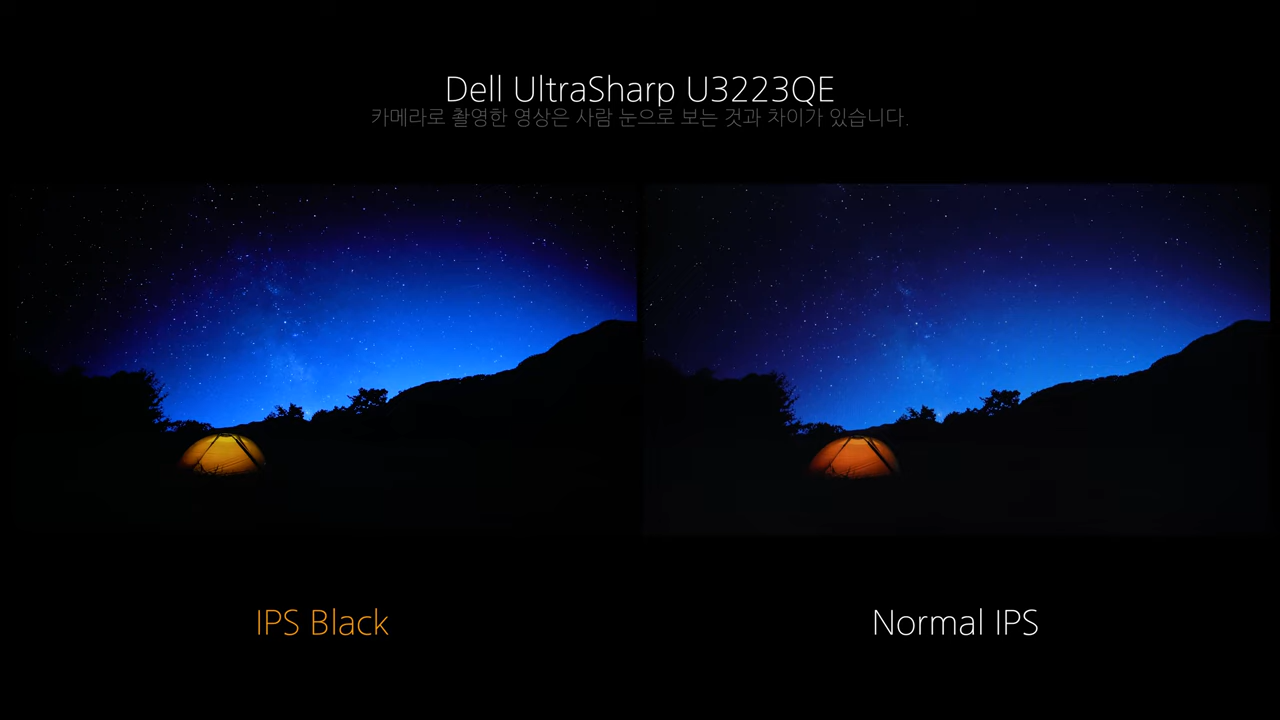 Dell UltraSharp U3223QE
카메라로 촬영한 영상은 사람 눈으로 보는 것과 차이가 있습니다.
IPS Black
Normal IPS